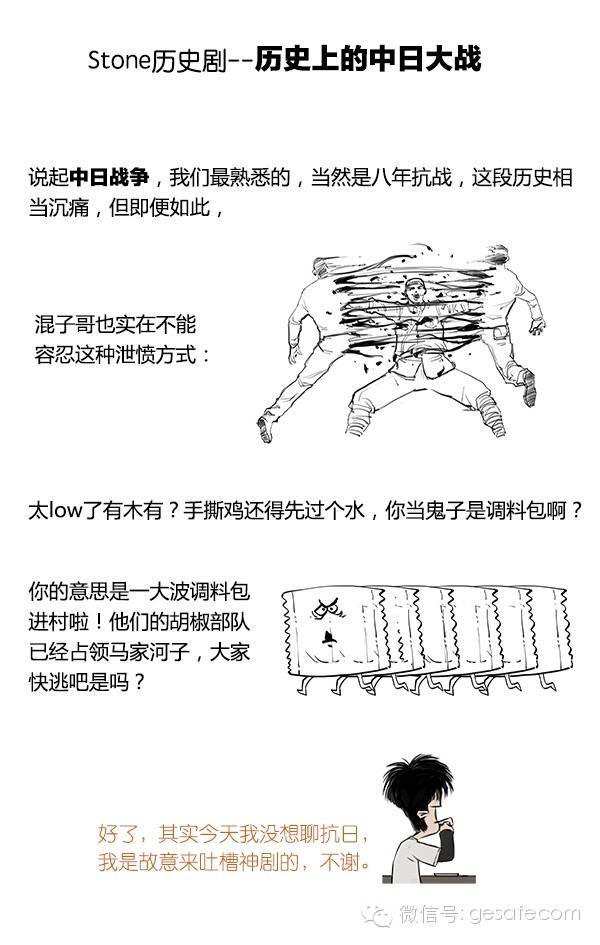 Stone历史剧--历史上的中日大战
说起中日战争，我们最熟悉的，当然是八年抗战，这段历史相
当沉痛，但即便如此，
混子哥也实在不能
容忍这种泄愤方式：
太low了有木有？手撕鸡还得先过个水，你当鬼子是调料包啊？
你的意思是一大波调料包
进村啦！他们的胡椒部队
已经占领马家河子，大家
快逃吧是吗？
好了，其实今天我没想聊抗日，
我是故意来吐槽神剧的，不谢。
微信号: gesafecom